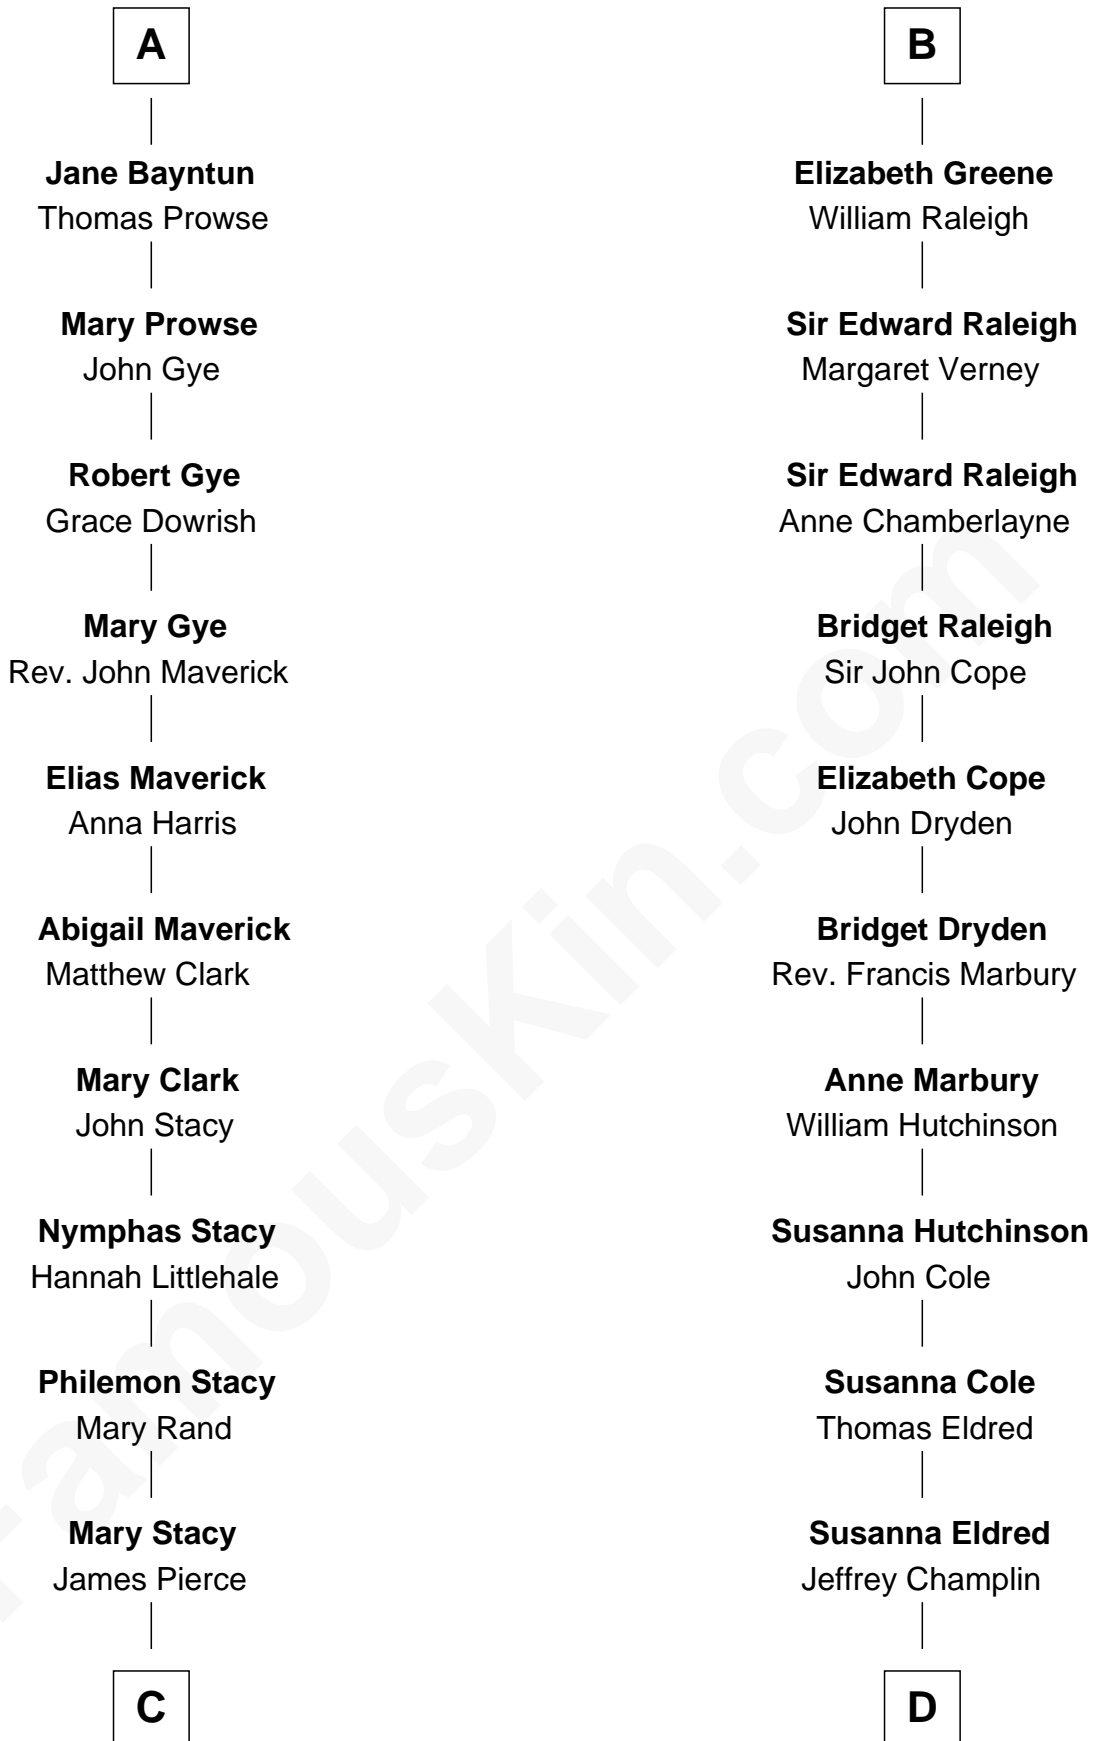 A
Jane Bayntun
Thomas Prowse
Mary Prowse
John Gye
Robert Gye
Grace Dowrish
Mary Gye
Rev. John Maverick
Elias Maverick
Anna Harris
Abigail Maverick
Matthew Clark
Mary Clark
John Stacy
Nymphas Stacy
Hannah Littlehale
Philemon Stacy
Mary Rand
Mary Stacy
James Pierce
C
B
Elizabeth Greene
William Raleigh
Sir Edward Raleigh
Margaret Verney
Sir Edward Raleigh
Anne Chamberlayne
Bridget Raleigh
Sir John Cope
Elizabeth Cope
John Dryden
Bridget Dryden
Rev. Francis Marbury
Anne Marbury
William Hutchinson
Susanna Hutchinson
John Cole
Susanna Cole
Thomas Eldred
Susanna Eldred
Jeffrey Champlin
D
FamousKin.com